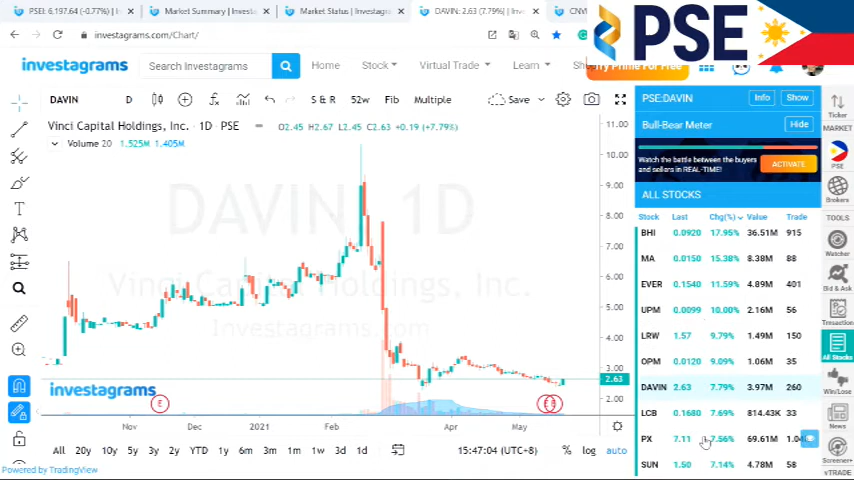 PSEI: 6,197.64 (-0.77%) | Inves
Market Summary | Investagra
Market Status | Investagrams
DAVIN: 2.63 (7.79%) | Inves
CNV
PSE
investagrams.com/Chart/
investagrams
Search Investagrams
Home
Stock
Virtual Trade
Learn
Try Prime For Free
DAVIN
D
S & R
52w
Fib
Multiple
Save
PSE:DAVIN
Info
Show
Ticker
Vinci Capital Holdings, Inc. · 1D · PSE
O2.45 H2.67 L2.45 C2.63 +0.19 (+7.79%)
Volume 20 1.525M 1.405M
Bull-Bear Meter
Hide
MARKET
PSE
Watch the battle between the buyers
and sellers in REAL-TIME!
ACTIVATE
ALL STOCKS
Brokers
TOOLS
Stock Last Chg(%) Value Trade
BHI 0.0920 17.95% 36.51M 915
MA 0.0150 15.38% 8.38M 88
EVER 0.1540 11.59% 4.89M 401
UPM 0.0099 10.00% 2.16M 56
LRW 1.57 9.79% 1.49M 150
OPM 0.0120 9.09% 1.06M 35
DAVIN 2.63 7.79% 3.97M 260
LCB 0.1680 7.69% 814.43K 33
PX 7.11 7.56% 69.61M
SUN 1.50 7.14% 4.78M 58
Watcher
Bid & Ask
Transaction
All Stocks
Win/Lose
News
Screener+
vTRADE
DAVIN, 1D
Vinci Capital Holdings, Inc.
Investagrams.com
11.00
10.00
9.00
8.00
7.00
6.00
5.00
4.00
3.00
2.63
2.00
investagrams
E
E
Nov
Dec
2021
Feb
Apr
May
All 20y 10y 5y 3y 2y YTD 1y 6m 3m 1m 1w 3d 1d
15:47:04 (UTC+8)
%
log
auto
Powered by TradingView